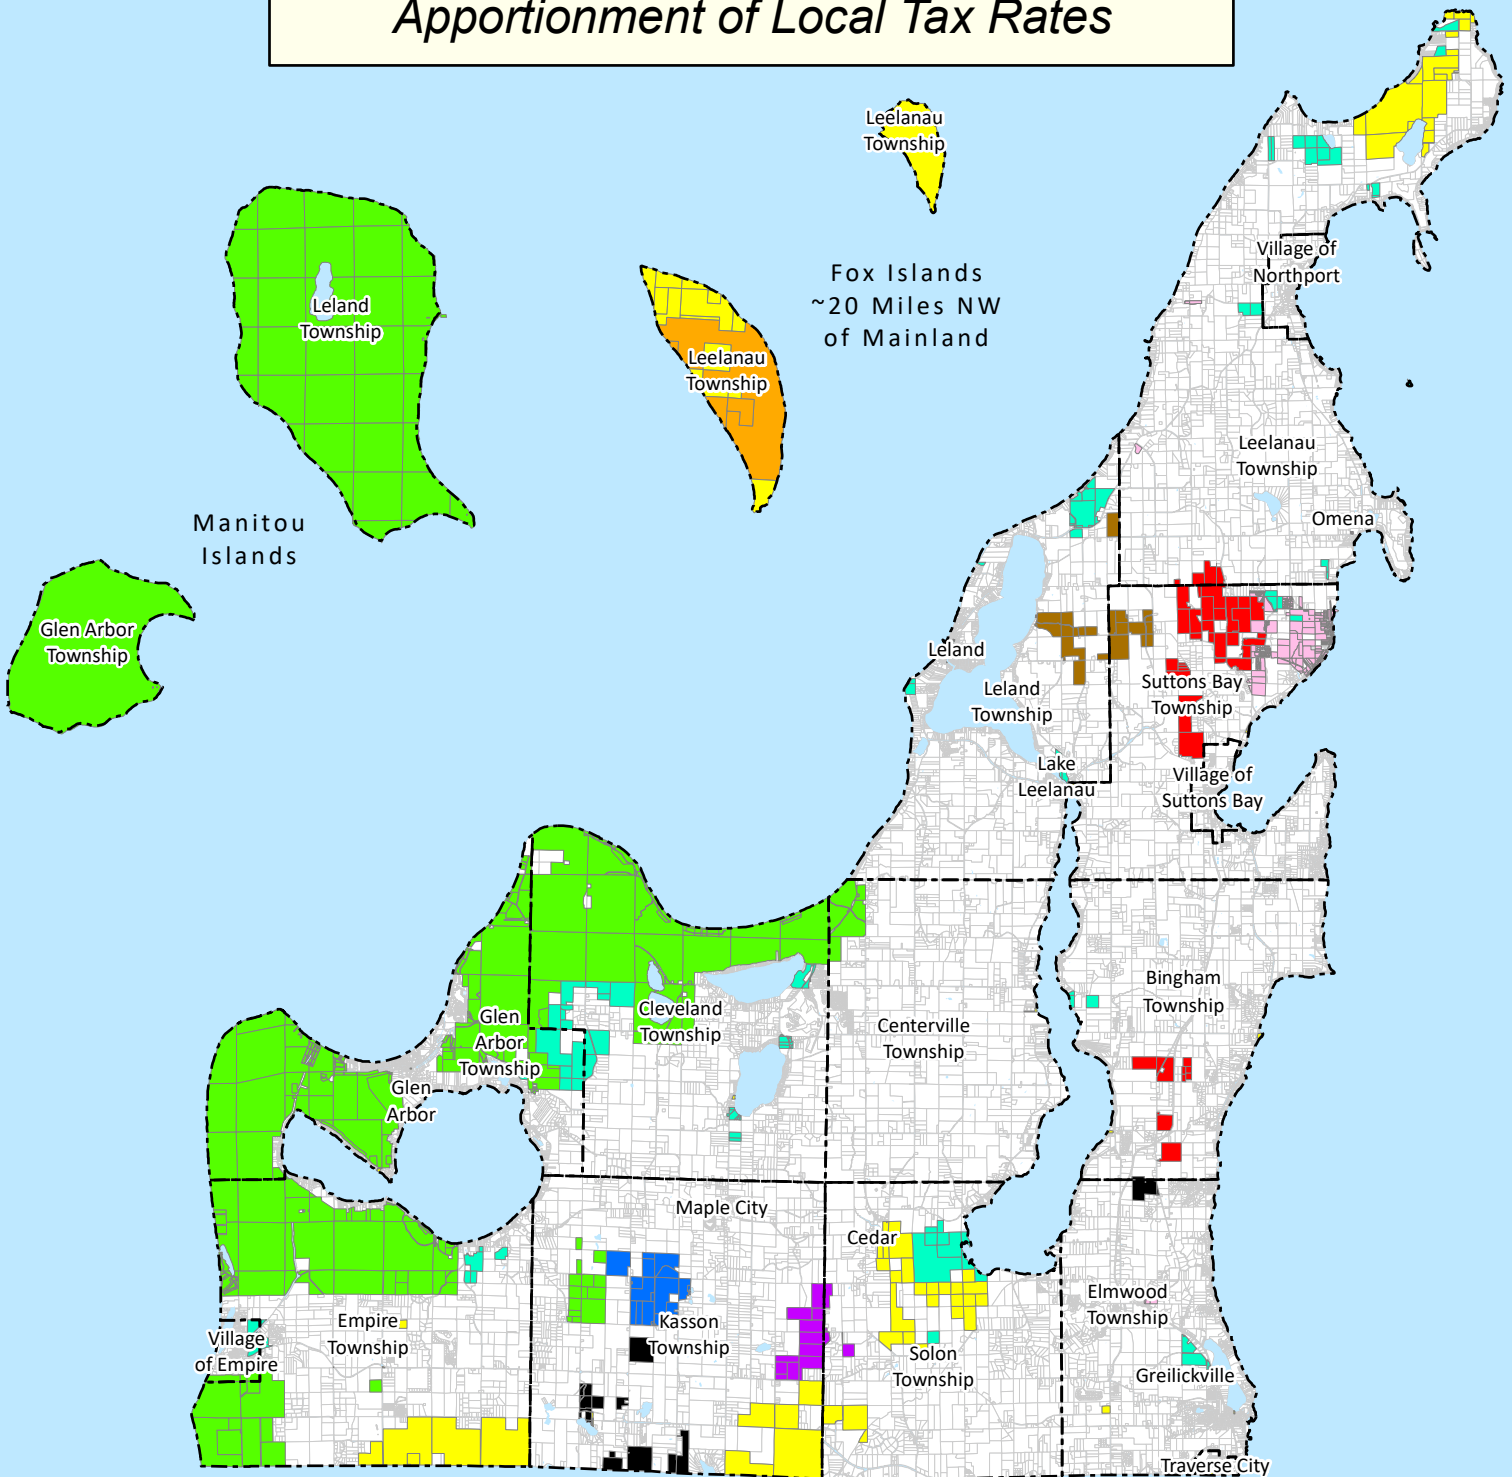 Apportionment of Local Tax Rates
Leelanau
Township
Village of
Northport
Fox Islands
~20 Miles NW
of Mainland
Leland
Township
Leelanau
Township
Leelanau
Township
Manitou
Islands
Omena
Glen Arbor
Township
Leland
Leland
Township
Suttons Bay
Township
Lake
Leelanau
Village of
Suttons Bay
Bingham
Township
Glen
Arbor
Township
Cleveland
Township
Centerville
Township
Glen
Arbor
Maple City
Cedar
Elmwood
Township
Village
of Empire
Empire
Township
Kasson
Township
Solon
Township
Greilickville
Traverse City